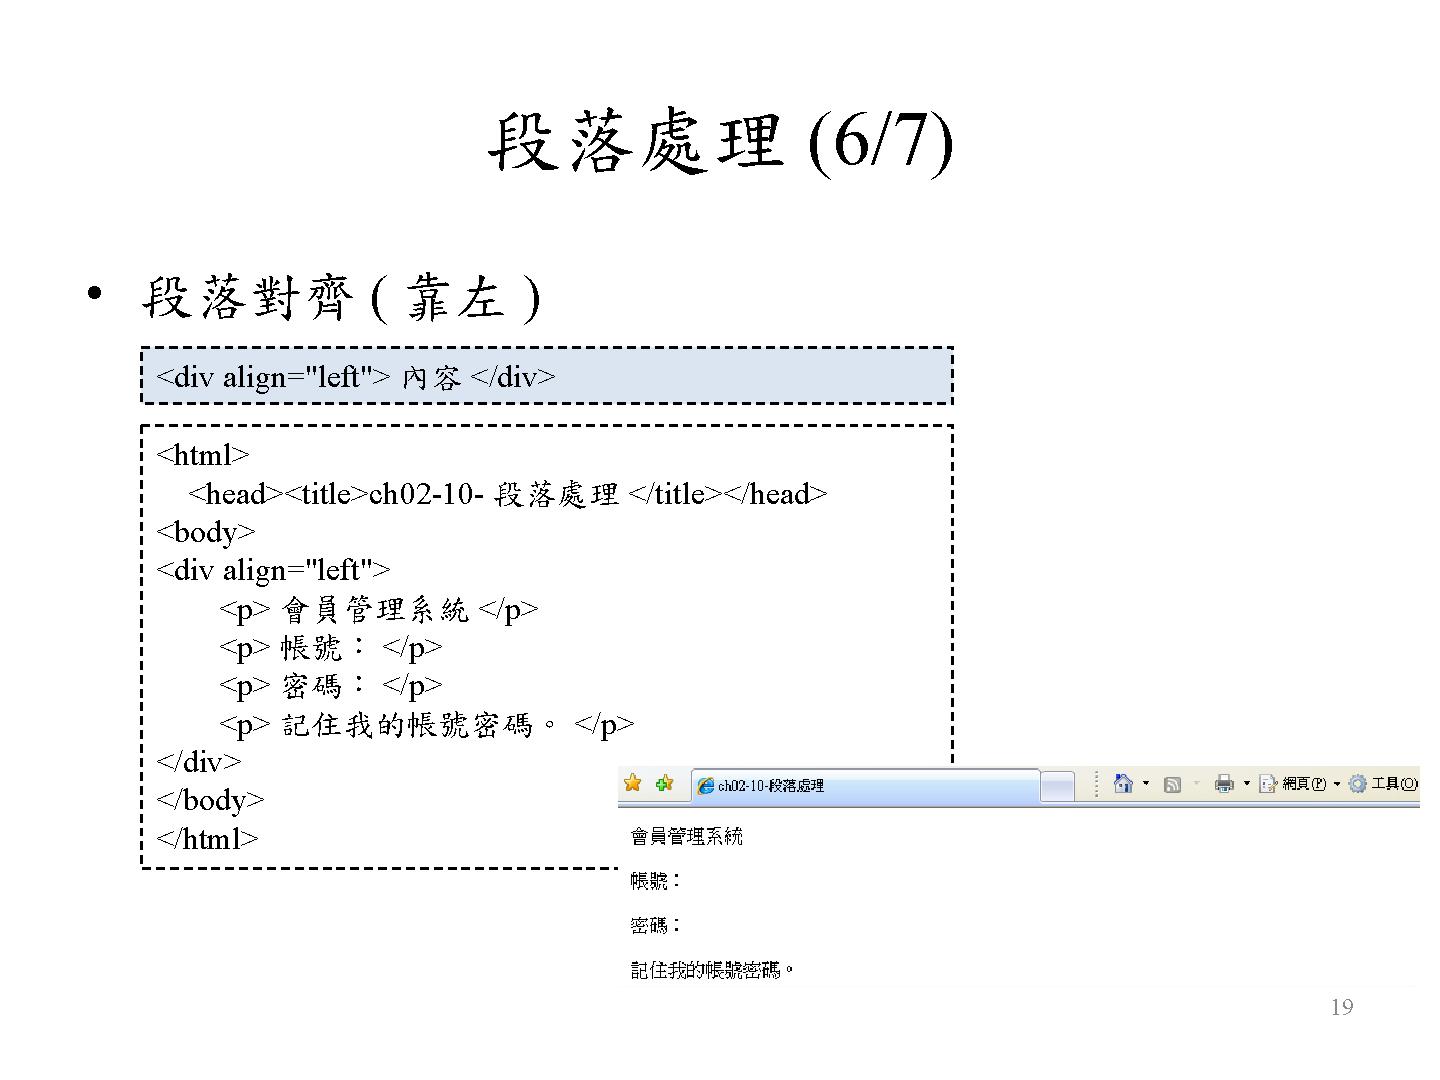 段落處理 (6/7)
• 段落對齊 ( 靠左 )
<div align="left"> 內容 </div>
<html>
<head><title>ch02-10- 段落處理 </title></head>
<body>
<div align="left">
<p> 會員管理系統 </p>
<p> 帳號： </p>
<p> 密碼： </p>
<p> 記住我的帳號密碼。 </p>
</div>
</body>
</html>
ch02-10-段落處理 網頁(P) 工具(O)
會員管理系統
帳號：
密碼：
記住我的帳號密碼。
19